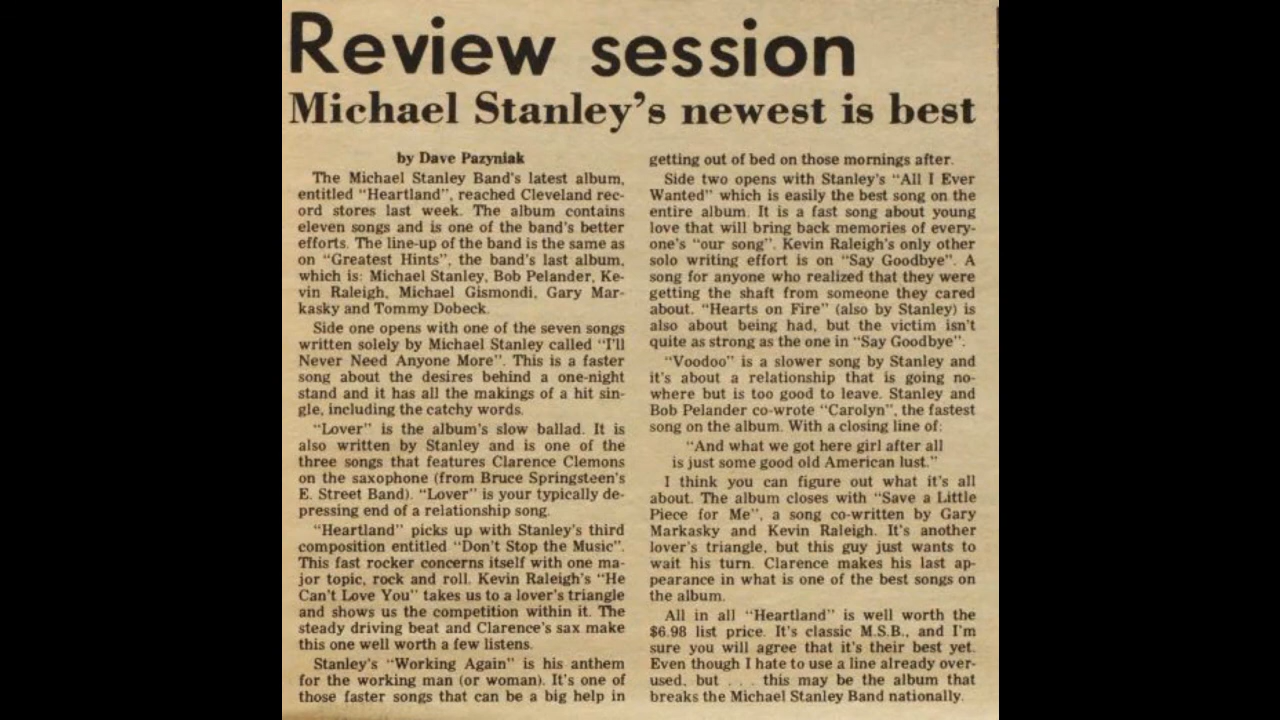 Review session
Michael Stanley's newest is best
by Dave Pazyniak
The Michael Stanley Band's latest album,
entitled "Heartland", reached Cleveland rec-
ord stores last week. The album contains
eleven songs and is one of the band's better
efforts. The line-up of the band is the same as
on "Greatest Hints", the band's last album,
which is: Michael Stanley, Bob Pelander, Ke-
vin Raleigh, Michael Gismondi, Gary Mar-
kasky and Tommy Dobeck.
Side one opens with one of the seven songs
written solely by Michael Stanley called "I'll
Never Need Anyone More". This is a faster
song about the desires behind a one-night
stand and it has all the makings of a hit sin-
gle, including the catchy words.
"Lover" is the album's slow ballad. It is
also written by Stanley and is one of the
three songs that features Clarence Clemons
on the saxophone (from Bruce Springsteen's
E. Street Band). "Lover" is your typically de-
pressing end of a relationship song.
"Heartland" picks up with Stanley's third
composition entitled "Don't Stop the Music".
This fast rocker concerns itself with one ma-
jor topic, rock and roll. Kevin Raleigh's "He
Can't Love You" takes us to a lover's triangle
and shows us the competition within it. The
steady driving beat and Clarence's sax make
this one well worth a few listens.
Stanley's "Working Again" is his anthem
for the working man (or woman). It's one of
those faster songs that can be a big help in
getting out of bed on those mornings after.
Side two opens with Stanley's "All I Ever
Wanted" which is easily the best song on the
entire album. It is a fast song about young
love that will bring back memories of every-
one's "our song". Kevin Raleigh's only other
solo writing effort is on "Say Goodbye". A
song for anyone who realized that they were
getting the shaft from someone they cared
about. "Hearts on Fire" (also by Stanley) is
also about being had, but the victim isn't
quite as strong as the one in "Say Goodbye".
"Voodoo" is a slower song by Stanley and
it's about a relationship that is going no-
where but is too good to leave. Stanley and
Bob Pelander co-wrote "Carolyn", the fastest
song on the album. With a closing line of:
"And what we got here girl after all
is just some good old American lust."
I think you can figure out what it's all
about. The album closes with "Save a Little
Piece for Me", a song co-written by Gary
Markasky and Kevin Raleigh. It's another
lover's triangle, but this guy just wants to
wait his turn. Clarence makes his last ap-
pearance in what is one of the best songs on
the album.
All in all "Heartland" is well worth the
$6.98 list price. It's classic M.S.B., and I'm
sure you will agree that it's their best yet.
Even though I hate to use a line already over-
used, but . . . this may be the album that
breaks the Michael Stanley Band nationally.